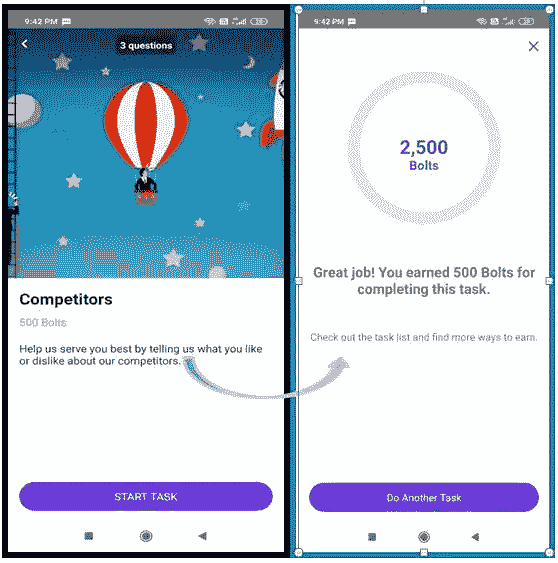 9:42 PM
3 questions
Competitors
500 Bolts
Help us serve you best by telling us what you like
or dislike about our competitors.
START TASK
9:42 PM
2,500
Bolts
Great job! You earned 500 Bolts for
completing this task.
Check out the task list and find more ways to earn.
Do Another Task